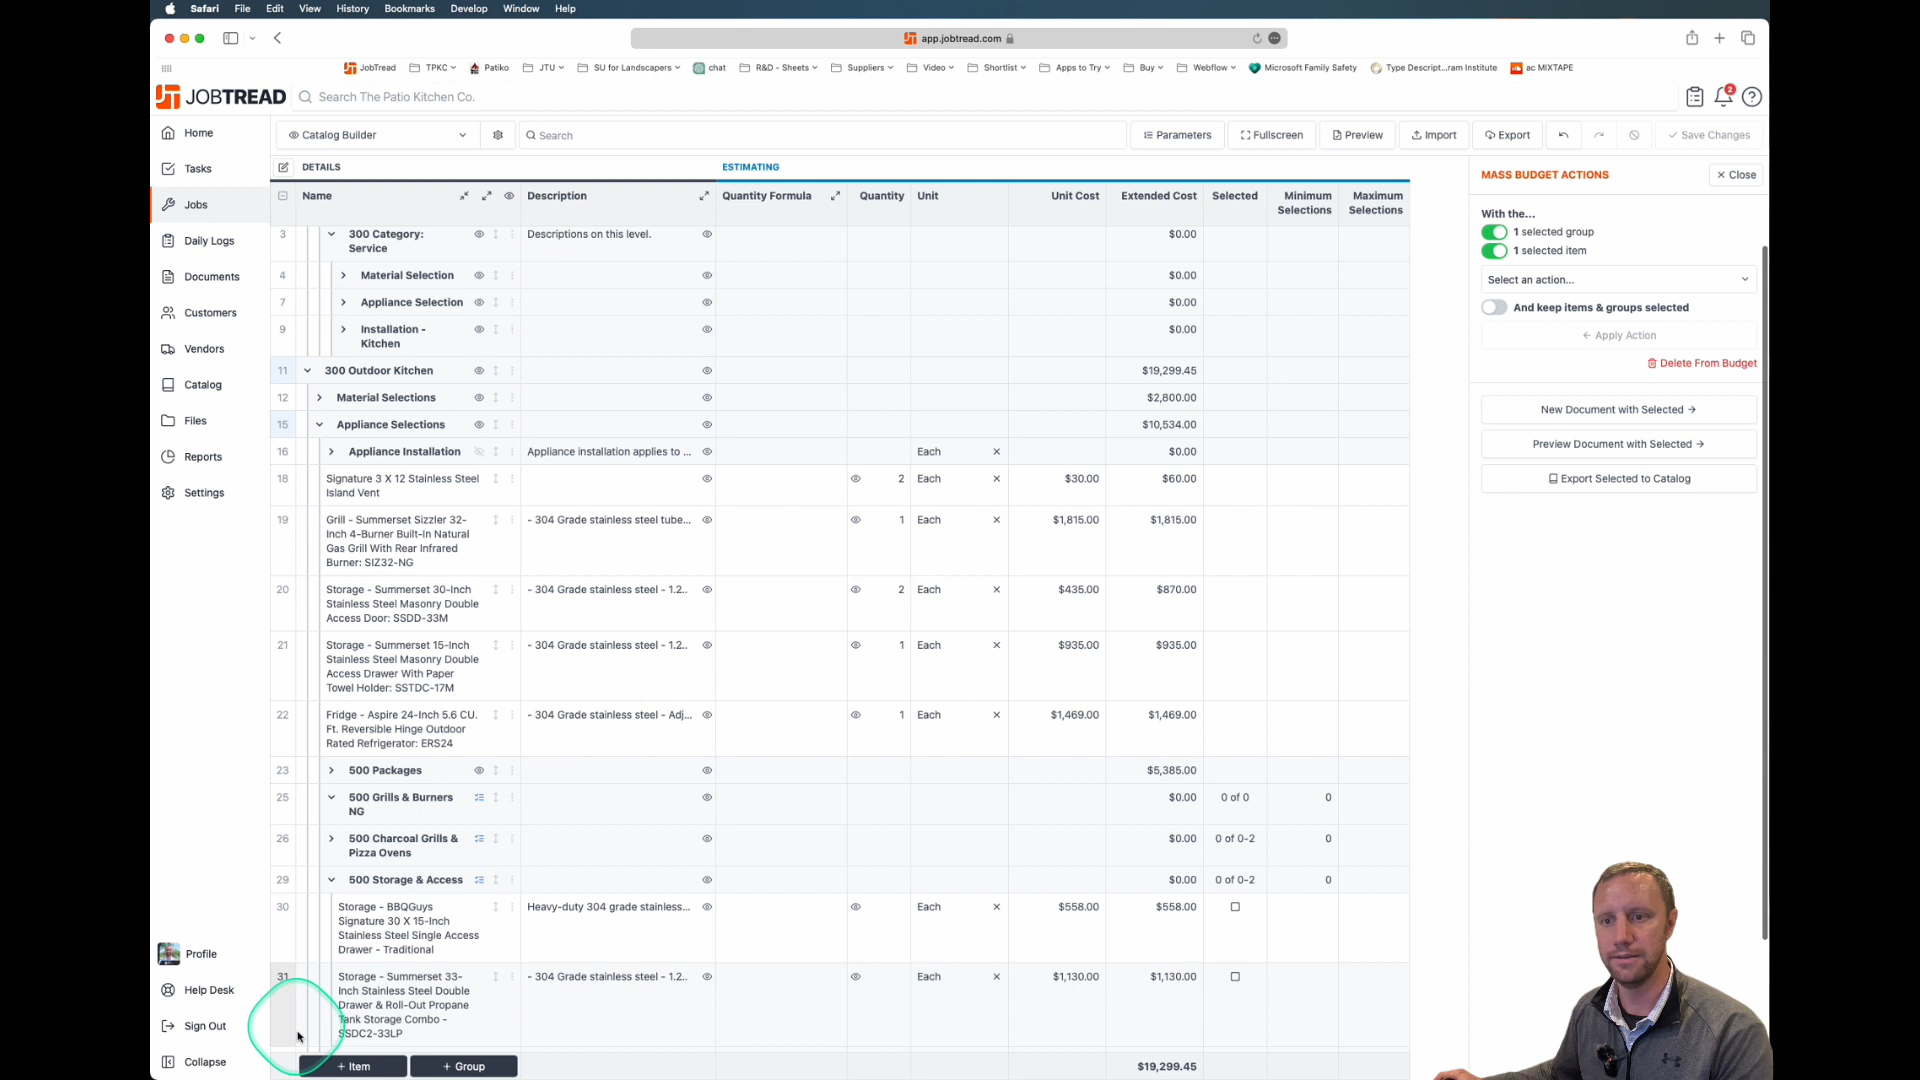 Safari File Edit View History Bookmarks Develop Window Help
app.jobtread.com
JobTread TPKC Patiko JTU SU for Landscapers chat R&D - Sheets Suppliers Video Shortlist Apps to Try Buy Webflow Microsoft Family Safety Type Descript...ram Institute ac MIXTAPE
JOBTREAD Search The Patio Kitchen Co. 2
Home
Tasks
Jobs
Daily Logs
Documents
Customers
Vendors
Catalog
Files
Reports
Settings
Profile
Help Desk
Sign Out
Collapse
Catalog Builder Search Parameters Fullscreen Preview Import Export Save Changes
DETAILS ESTIMATING
Name Description Quantity Formula Quantity Unit Unit Cost Extended Cost Selected Minimum Maximum
Selections Selections
3 300 Category: Descriptions on this level. $0.00
Service
4 Material Selection $0.00
7 Appliance Selection $0.00
9 Installation - $0.00
Kitchen
11 300 Outdoor Kitchen $19,299.45
12 Material Selections $2,800.00
15 Appliance Selections $10,534.00
16 Appliance Installation Appliance installation applies to ... Each $0.00
18 Signature 3 X 12 Stainless Steel 2 Each $30.00 $60.00
Island Vent
19 Grill - Summerset Sizzler 32- - 304 Grade stainless steel tube... 1 Each $1,815.00 $1,815.00
Inch 4-Burner Built-In Natural
Gas Grill With Rear Infrared
Burner: SIZ32-NG
20 Storage - Summerset 30-Inch - 304 Grade stainless steel - 1.2.. 2 Each $435.00 $870.00
Stainless Steel Masonry Double
Access Door: SSDD-33M
21 Storage - Summerset 15-Inch - 304 Grade stainless steel - 1.2.. 1 Each $935.00 $935.00
Stainless Steel Masonry Double
Access Drawer With Paper
Towel Holder: SSTDC-17M
22 Fridge - Aspire 24-Inch 5.6 CU. - 304 Grade stainless steel - Adj... 1 Each $1,469.00 $1,469.00
Ft. Reversible Hinge Outdoor
Rated Refrigerator: ERS24
23 500 Packages $5,385.00
25 500 Grills & Burners $0.00 0 of 0 0
NG
26 500 Charcoal Grills & $0.00 0 of 0-2 0
Pizza Ovens
29 500 Storage & Access $0.00 0 of 0-2 0
30 Storage - BBQGuys Heavy-duty 304 grade stainless... Each $558.00 $558.00
Signature 30 X 15-Inch
Stainless Steel Single Access
Drawer - Traditional
31 Storage - Summerset 33- - 304 Grade stainless steel - 1.2.. Each $1,130.00 $1,130.00
Inch Stainless Steel Double
Drawer & Roll-Out Propane
Tank Storage Combo -
SSDC2-33LP
+ Item + Group $19,299.45
MASS BUDGET ACTIONS Close
With the...
1 selected group
1 selected item
Select an action...
And keep items & groups selected
Apply Action
Delete From Budget
New Document with Selected
Preview Document with Selected
Export Selected to Catalog